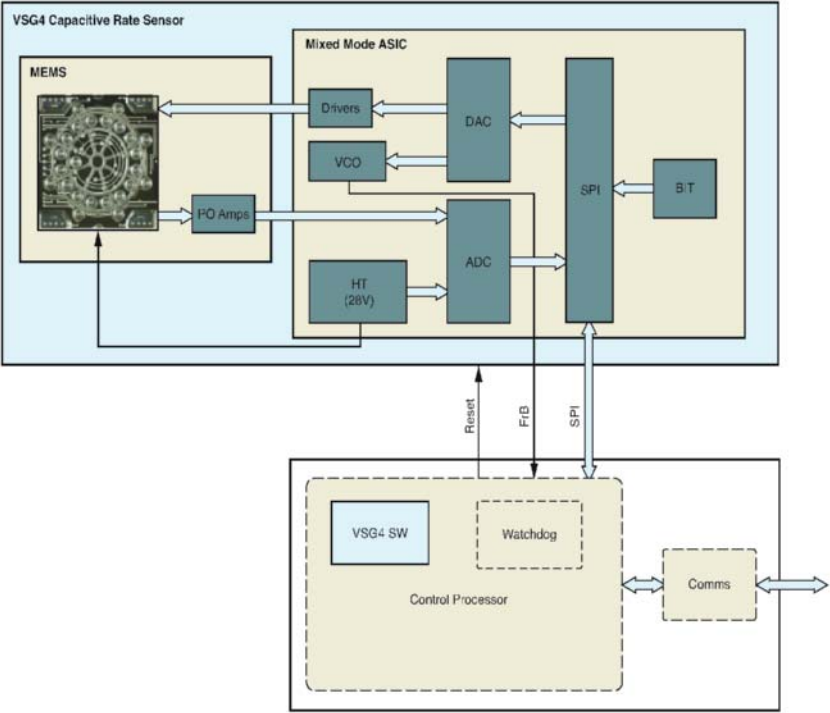 VSG4 Capacitive Rate Sensor
Mixed Mode ASIC
MEMS
Drivers
DAC
VCO
SPI
BIT
P/O Amps
ADC
HT
(28V)
Reset
FrB
SPI
VSG4 SW
Watchdog
Control Processor
Comms